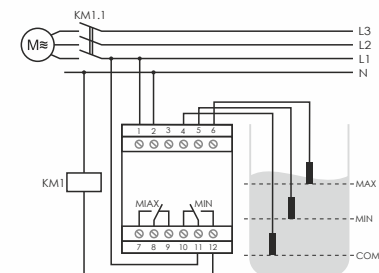 KM1.1
L3
M≋
L2
L1
N
1 2 3 4 5 6
KM1
MIAX MIN
MAX
MIN
7 8 9 10 11 12
COM